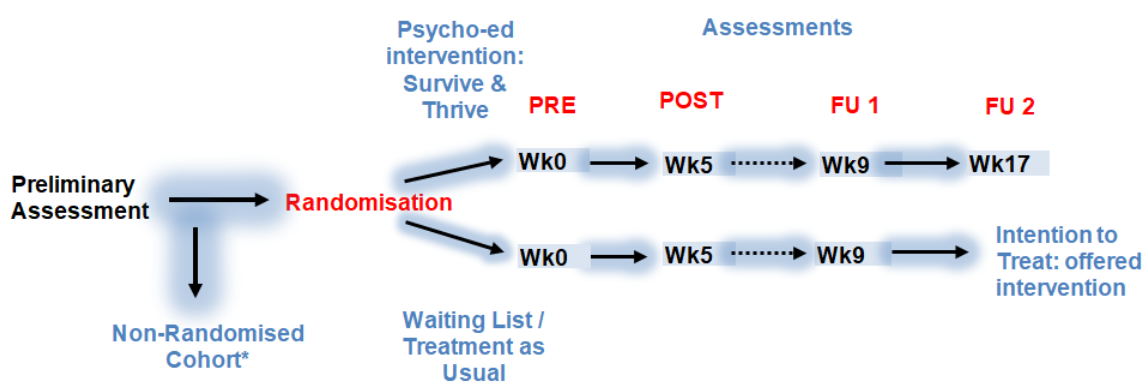 Psycho-ed
intervention:
Survive &
Thrive
Assessments
PRE
POST
FU 1
FU 2
Wk0
Wk5
Wk9
Wk17
Preliminary
Assessment
Randomisation
Wk0
Wk5
Wk9
Intention to
Treat: offered
intervention
Non-Randomised
Cohort*
Waiting List /
Treatment as
Usual